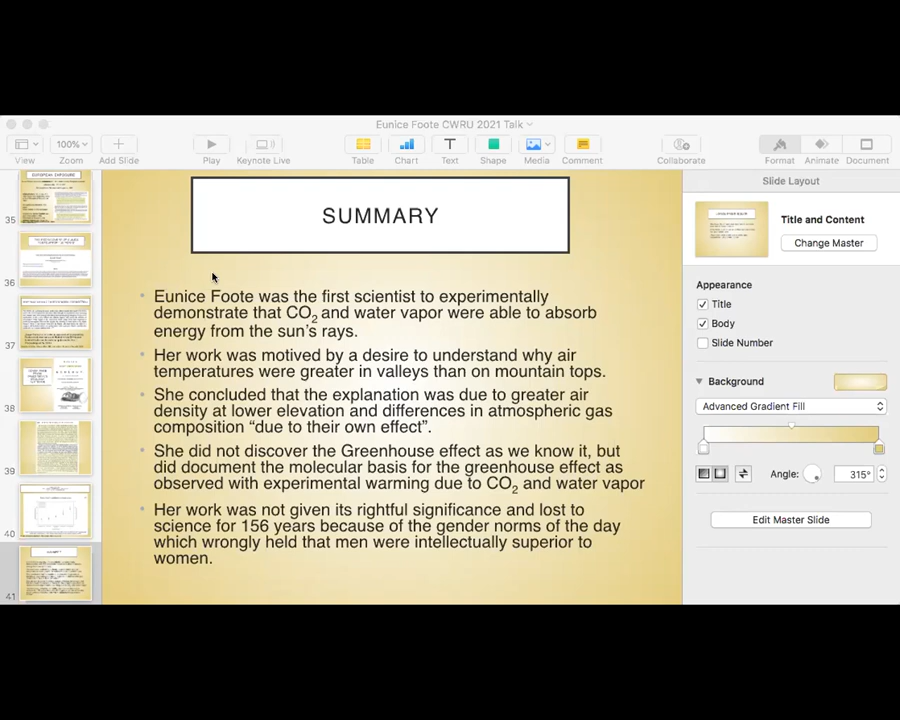 Eunice Foote CWRU 2021 Talk
100%
View
Zoom
Add Slide
Play
Keynote Live
Table
Chart
Text
Shape
Media
Comment
Collaborate
Format
Animate
Document
35
36
37
38
39
40
41
SUMMARY
Eunice Foote was the first scientist to experimentally
demonstrate that CO2 and water vapor were able to absorb
energy from the sun's rays.
Her work was motived by a desire to understand why air
temperatures were greater in valleys than on mountain tops.
She concluded that the explanation was due to greater air
density at lower elevation and differences in atmospheric gas
composition “due to their own effect”.
She did not discover the Greenhouse effect as we know it, but
did document the molecular basis for the greenhouse effect as
observed with experimental warming due to CO2 and water vapor
Her work was not given its rightful significance and lost to
science for 156 years because of the gender norms of the day
which wrongly held that men were intellectually superior to
women.
Slide Layout
Title and Content
Change Master
Appearance
Title
Body
Slide Number
Background
Advanced Gradient Fill
Angle:
315°
Edit Master Slide